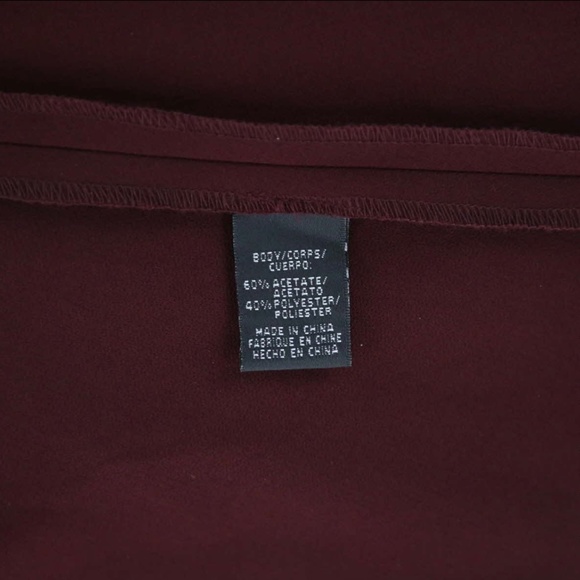 BODY/CORPS/
CUERPO:
60% ACETATE/
ACETATO
40% POLYESTER/
POLIESTER
MADE IN CHINA
FABRIQUE EN CHINE
HECHO EN CHINA